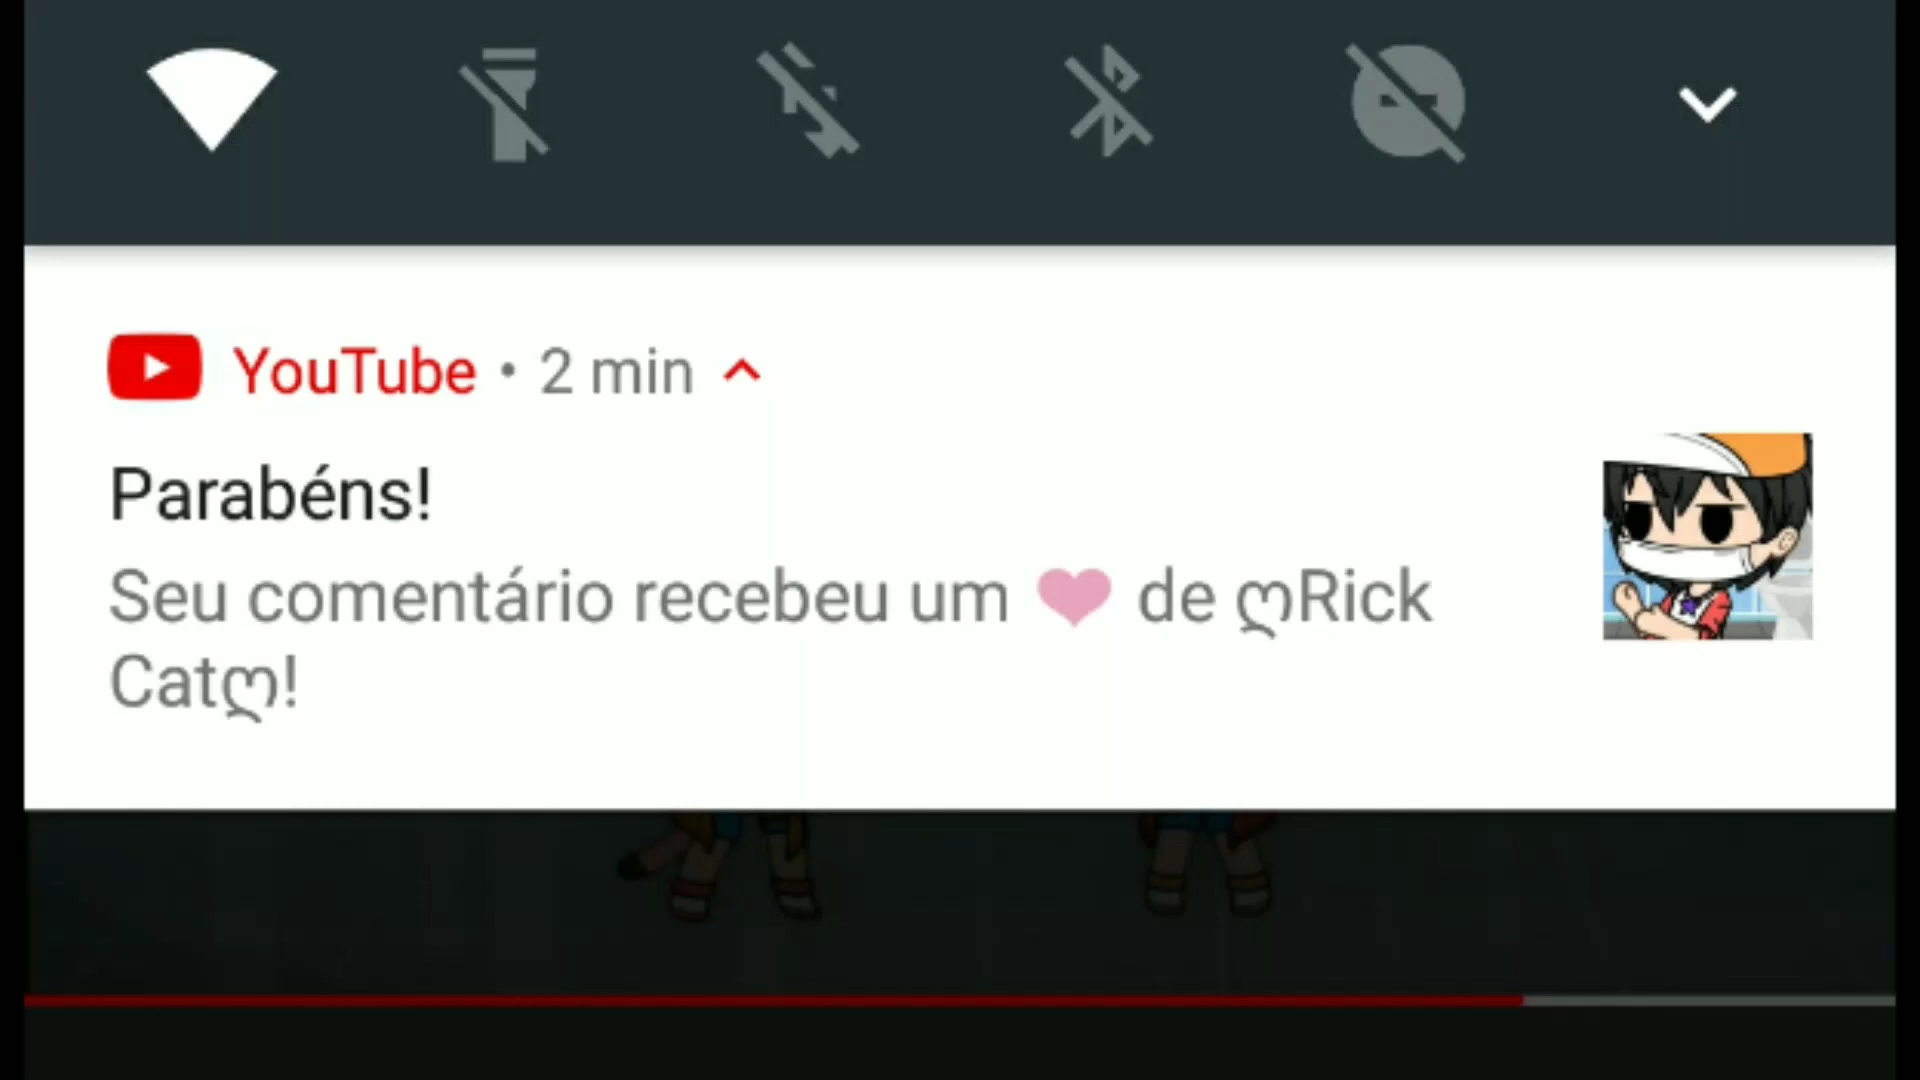 YouTube • 2 min
Parabéns!
Seu comentário recebeu um ❤ de ღRick
Catღ!